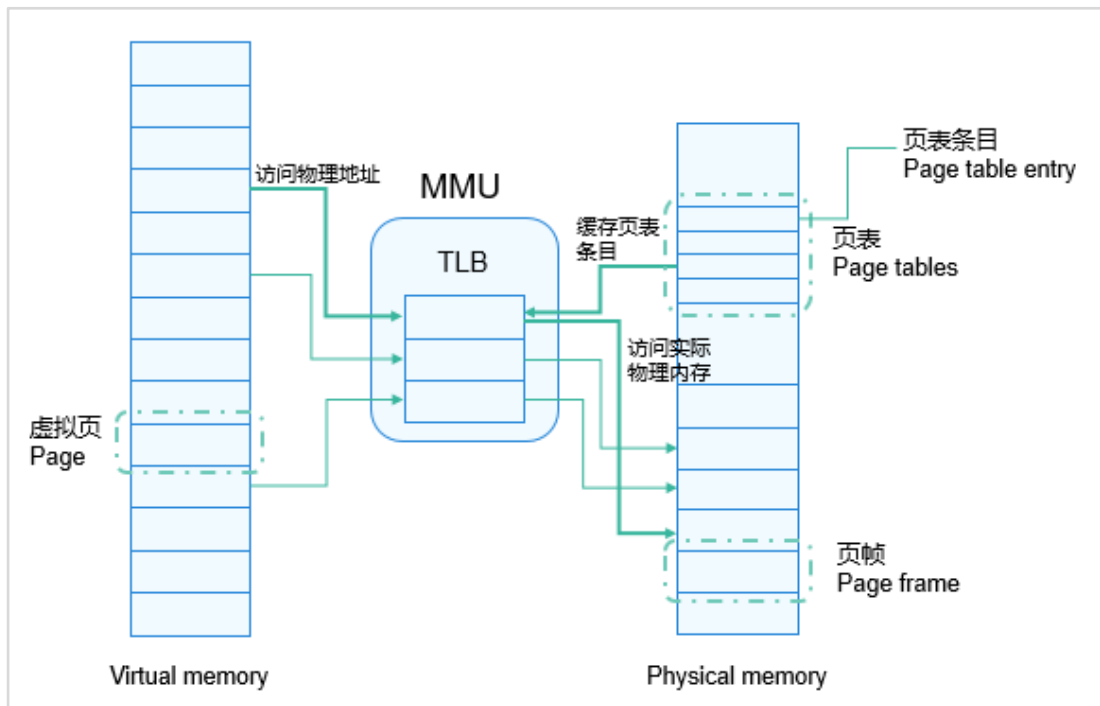 访问物理地址
MMU
TLB
缓存页表
条目
页表条目
Page table entry
页表
Page tables
访问实际
物理内存
虚拟页
Page
页帧
Page frame
Virtual memory
Physical memory